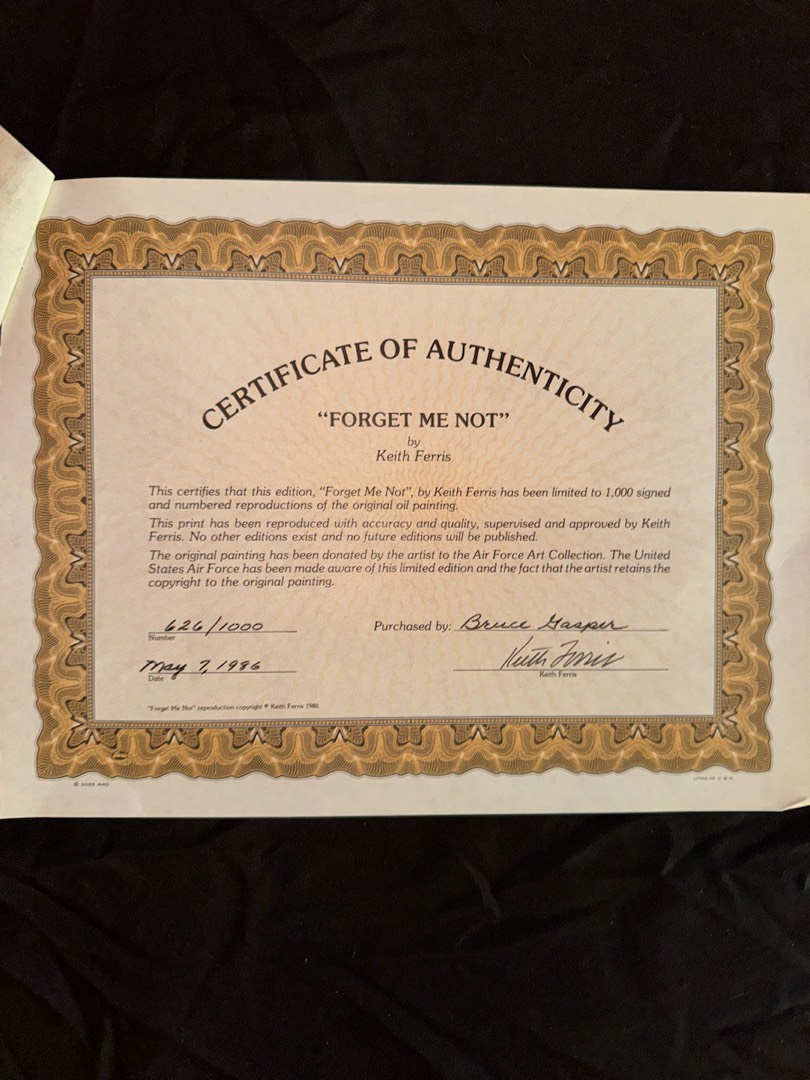 CERTIFICATE OF AUTHENTICITY
“FORGET ME NOT”
by
Keith Ferris
This certifies that this edition, “Forget Me Not”, by Keith Ferris has been limited to 1,000 signed
and numbered reproductions of the original oil painting.
This print has been reproduced with accuracy and quality, supervised and approved by Keith
Ferris. No other editions exist and no future editions will be published.
The original painting has been donated by the artist to the Air Force Art Collection. The United
States Air Force has been made aware of this limited edition and the fact that the artist retains the
copyright to the original painting.
626/1000
Number
Purchased by: Bruce Gasper
May 7, 1986
Date
Keith Ferris
Keith Ferris
“Forget Me Not” reproduction copyright © Keith Ferris 1986
LITHO IN U.S.A.